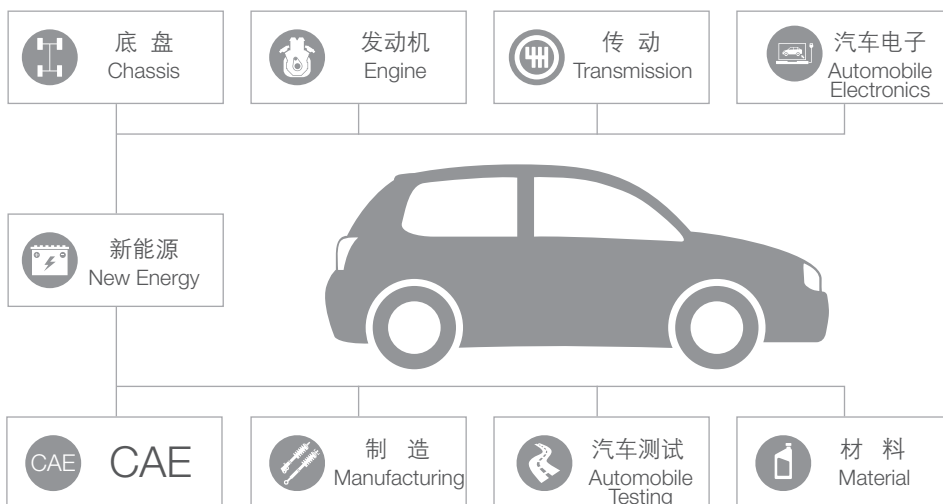 底 盘
Chassis
发动机
Engine
传 动
Transmission
汽车电子
Automobile
Electronics
新能源
New Energy
CAE
CAE
制 造
Manufacturing
汽车测试
Automobile
Testing
材 料
Material